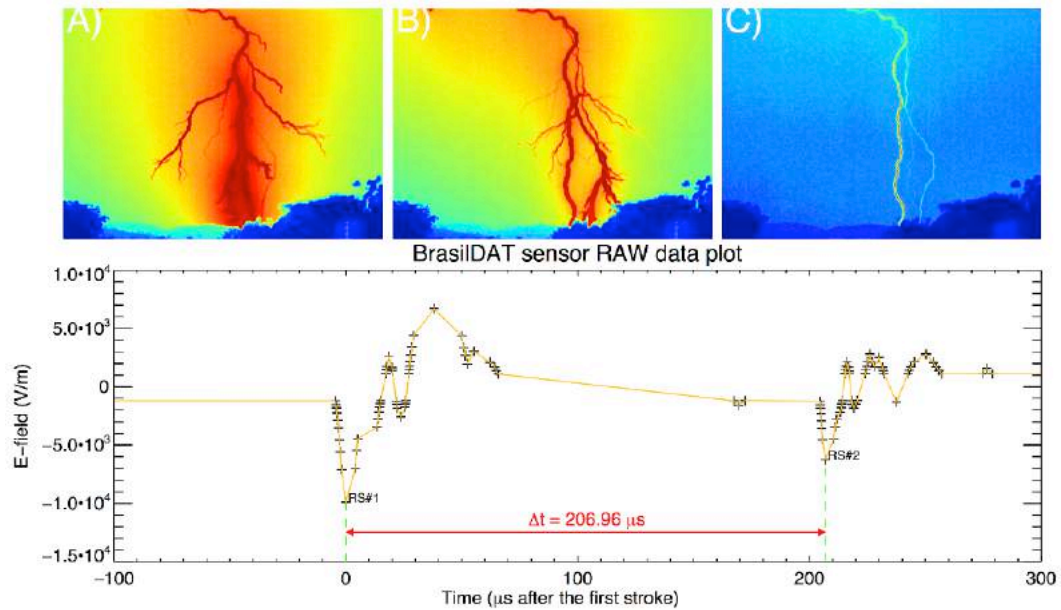 A) B) C)
BrasilDAT sensor RAW data plot
1.0•10⁴
5.0•10³
0
−5.0•10³
−1.0•10⁴
−1.5•10⁴
E-field (V/m)
RS#1
RS#2
Δt = 206.96 μs
−100 0 100 200 300
Time (μs after the first stroke)